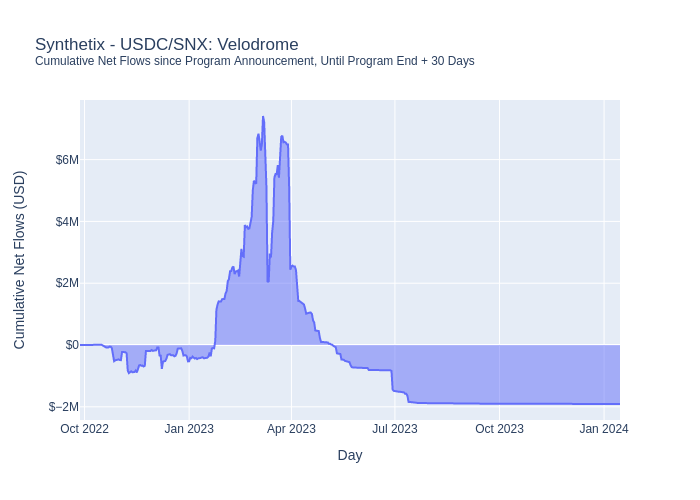 Synthetix - USDC/SNX: Velodrome
Cumulative Net Flows since Program Announcement, Until Program End + 30 Days
Cumulative Net Flows (USD)
$6M
$4M
$2M
$0
$−2M
Oct 2022 Jan 2023 Apr 2023 Jul 2023 Oct 2023 Jan 2024
Day